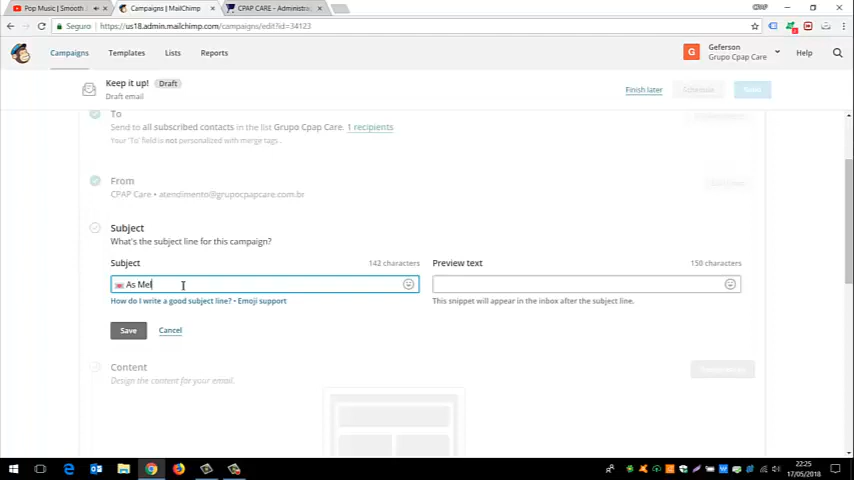 Pop Music | Smooth
Campaigns | MailChimp
CPAP CARE – Administra
Seguro
https://us18.admin.mailchimp.com/campaigns/edit?id=34123
Campaigns
Templates
Lists
Reports
G
Geferson
Grupo Cpap Care
Help
Keep it up!
Draft
Draft email
Finish later
Schedule
To
Send to all subscribed contacts in the list Grupo Cpap Care. 1 recipients
Your 'To' field is not personalized with merge tags .
From
CPAP Care • atendimento@grupocpapcare.com.br
Subject
What's the subject line for this campaign?
Subject
142 characters
Preview text
150 characters
As Mel
How do I write a good subject line? • Emoji support
This snippet will appear in the inbox after the subject line.
Save
Cancel
Content
Design the content for your email.
22:25
17/05/2018